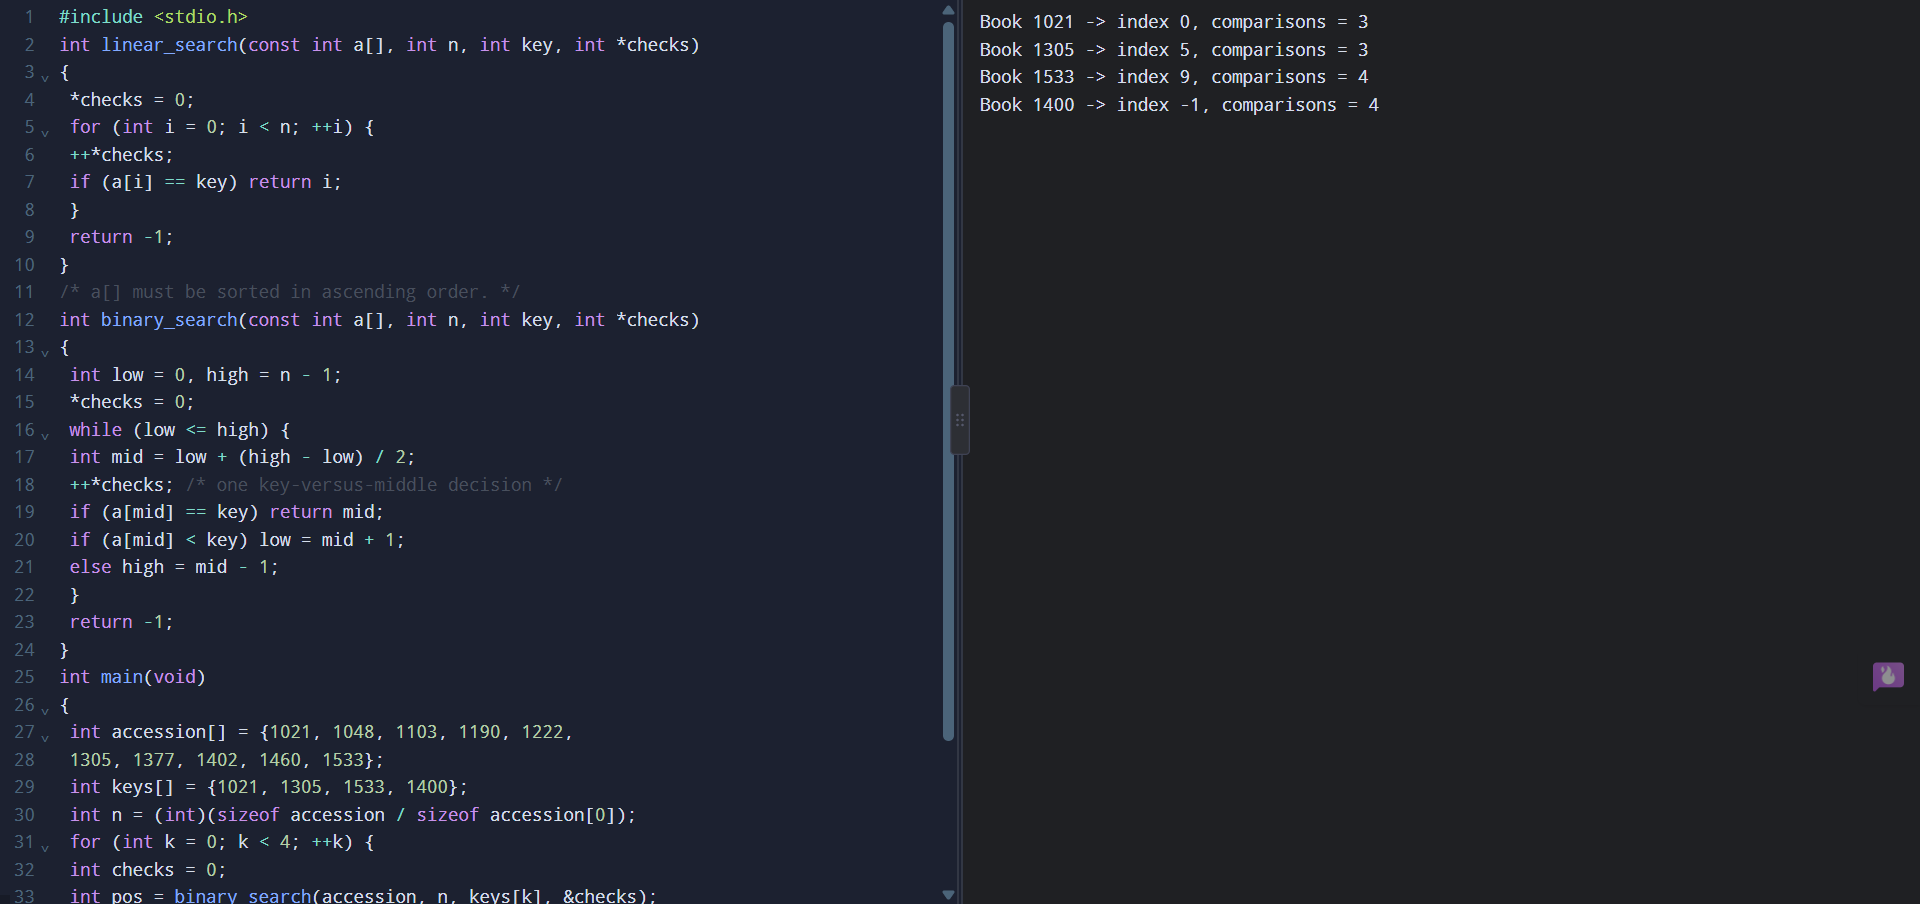 1 #include <stdio.h>
2 int linear_search(const int a[], int n, int key, int *checks)
3 {
4 *checks = 0;
5 for (int i = 0; i < n; ++i) {
6 ++*checks;
7 if (a[i] == key) return i;
8 }
9 return -1;
10 }
11 /* a[] must be sorted in ascending order. */
12 int binary_search(const int a[], int n, int key, int *checks)
13 {
14 int low = 0, high = n - 1;
15 *checks = 0;
16 while (low <= high) {
17 int mid = low + (high - low) / 2;
18 ++*checks; /* one key-versus-middle decision */
19 if (a[mid] == key) return mid;
20 if (a[mid] < key) low = mid + 1;
21 else high = mid - 1;
22 }
23 return -1;
24 }
25 int main(void)
26 {
27 int accession[] = {1021, 1048, 1103, 1190, 1222,
28 1305, 1377, 1402, 1460, 1533};
29 int keys[] = {1021, 1305, 1533, 1400};
30 int n = (int)(sizeof accession / sizeof accession[0]);
31 for (int k = 0; k < 4; ++k) {
32 int checks = 0;
33 int pos = binary_search(accession, n, keys[k], &checks);
Book 1021 -> index 0, comparisons = 3
Book 1305 -> index 5, comparisons = 3
Book 1533 -> index 9, comparisons = 4
Book 1400 -> index -1, comparisons = 4